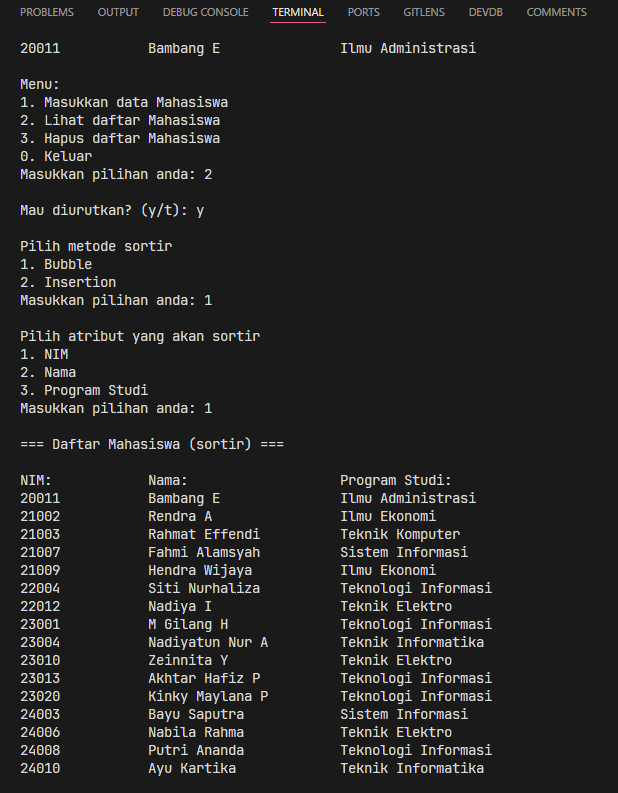 PROBLEMS OUTPUT DEBUG CONSOLE TERMINAL PORTS GITLENS DEVDB COMMENTS
20011 Bambang E Ilmu Administrasi
Menu:
1. Masukkan data Mahasiswa
2. Lihat daftar Mahasiswa
3. Hapus daftar Mahasiswa
0. Keluar
Masukkan pilihan anda: 2
Mau diurutkan? (y/t): y
Pilih metode sortir
1. Bubble
2. Insertion
Masukkan pilihan anda: 1
Pilih atribut yang akan sortir
1. NIM
2. Nama
3. Program Studi
Masukkan pilihan anda: 1
=== Daftar Mahasiswa (sortir) ===
NIM: Nama: Program Studi:
20011 Bambang E Ilmu Administrasi
21002 Rendra A Ilmu Ekonomi
21003 Rahmat Effendi Teknik Komputer
21007 Fahmi Alamsyah Sistem Informasi
21009 Hendra Wijaya Ilmu Ekonomi
22004 Siti Nurhaliza Teknologi Informasi
22012 Nadiya I Teknik Elektro
23001 M Gilang H Teknologi Informasi
23004 Nadiyatun Nur A Teknik Informatika
23010 Zeinnita Y Teknik Elektro
23013 Akhtar Hafiz P Teknologi Informasi
23020 Kinky Maylana P Teknologi Informasi
24003 Bayu Saputra Sistem Informasi
24006 Nabila Rahma Teknik Elektro
24008 Putri Ananda Teknologi Informasi
24010 Ayu Kartika Teknik Informatika